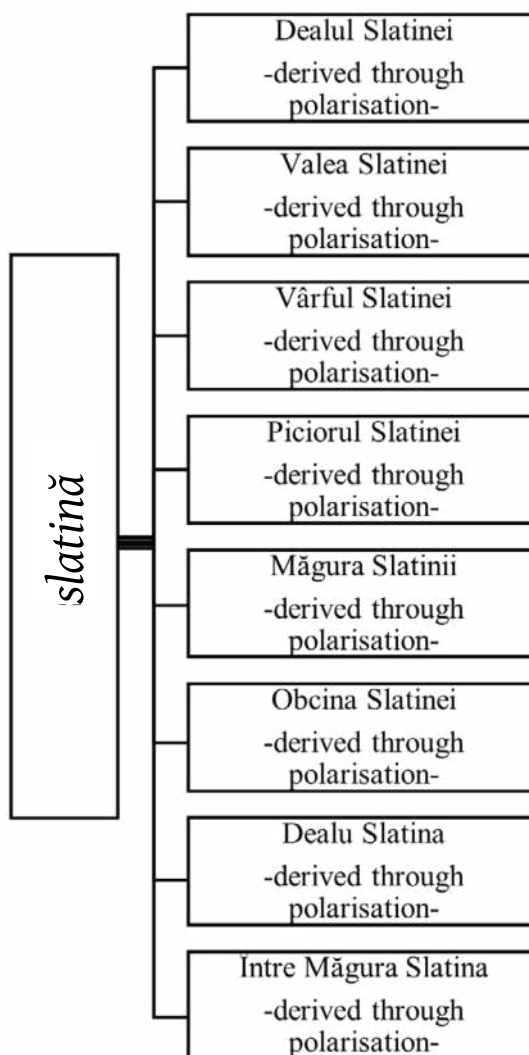 slatină
Dealul Slatinei
-derived through
polarisation-
Valea Slatinei
-derived through
polarisation-
Vârful Slatinei
-derived through
polarisation-
Piciorul Slatinei
-derived through
polarisation-
Măgura Slatinii
-derived through
polarisation-
Obcina Slatinei
-derived through
polarisation-
Dealu Slatina
-derived through
polarisation-
Între Măgura Slatina
-derived through
polarisation-